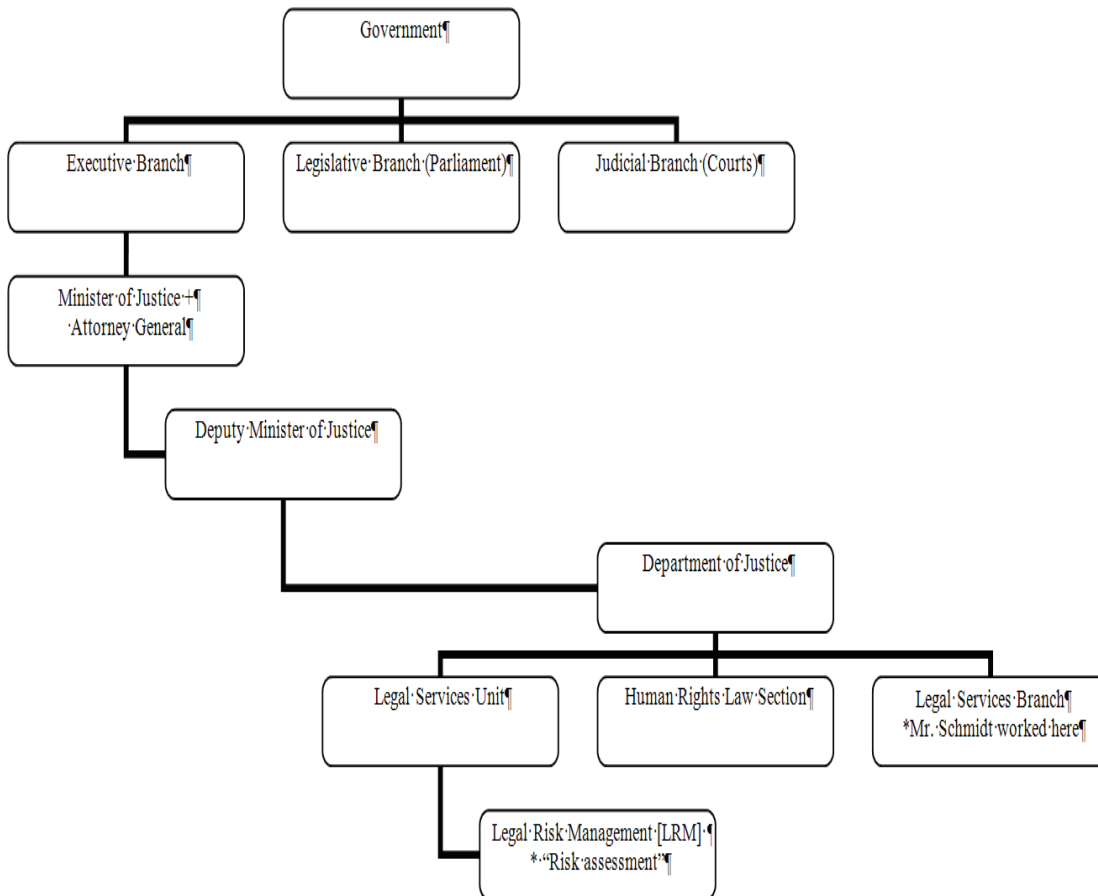 Government¶
Executive·Branch¶
Legislative·Branch·(Parliament)¶
Judicial·Branch·(Courts)¶
Minister·of·Justice·+¶
·Attorney·General¶
Deputy·Minister·of·Justice¶
Department·of·Justice¶
Legal·Services·Unit¶
Human·Rights·Law·Section¶
Legal·Services·Branch¶
*Mr.·Schmidt·worked·here¶
Legal·Risk·Management·[LRM]·¶
*·“Risk·assessment”¶